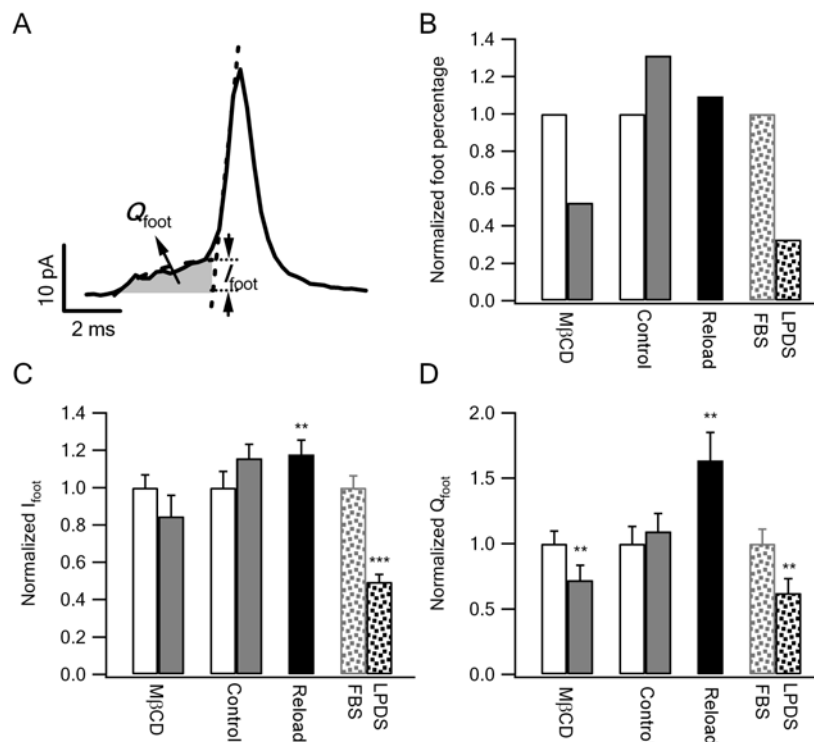 A
Qfoot
Ifoot
10 pA
2 ms
B
Normalized foot percentage
1.4
1.2
1.0
0.8
0.6
0.4
0.2
0.0
MβCD
Control
Reload
FBS
LPDS
C
Normalized Ifoot
1.4
1.2
1.0
0.8
0.6
0.4
0.2
0.0
**
***
MβCD
Control
Reload
FBS
LPDS
D
Normalized Qfoot
2.0
1.5
1.0
0.5
0.0
**
**
**
MβCD
Control
Reload
FBS
LPDS